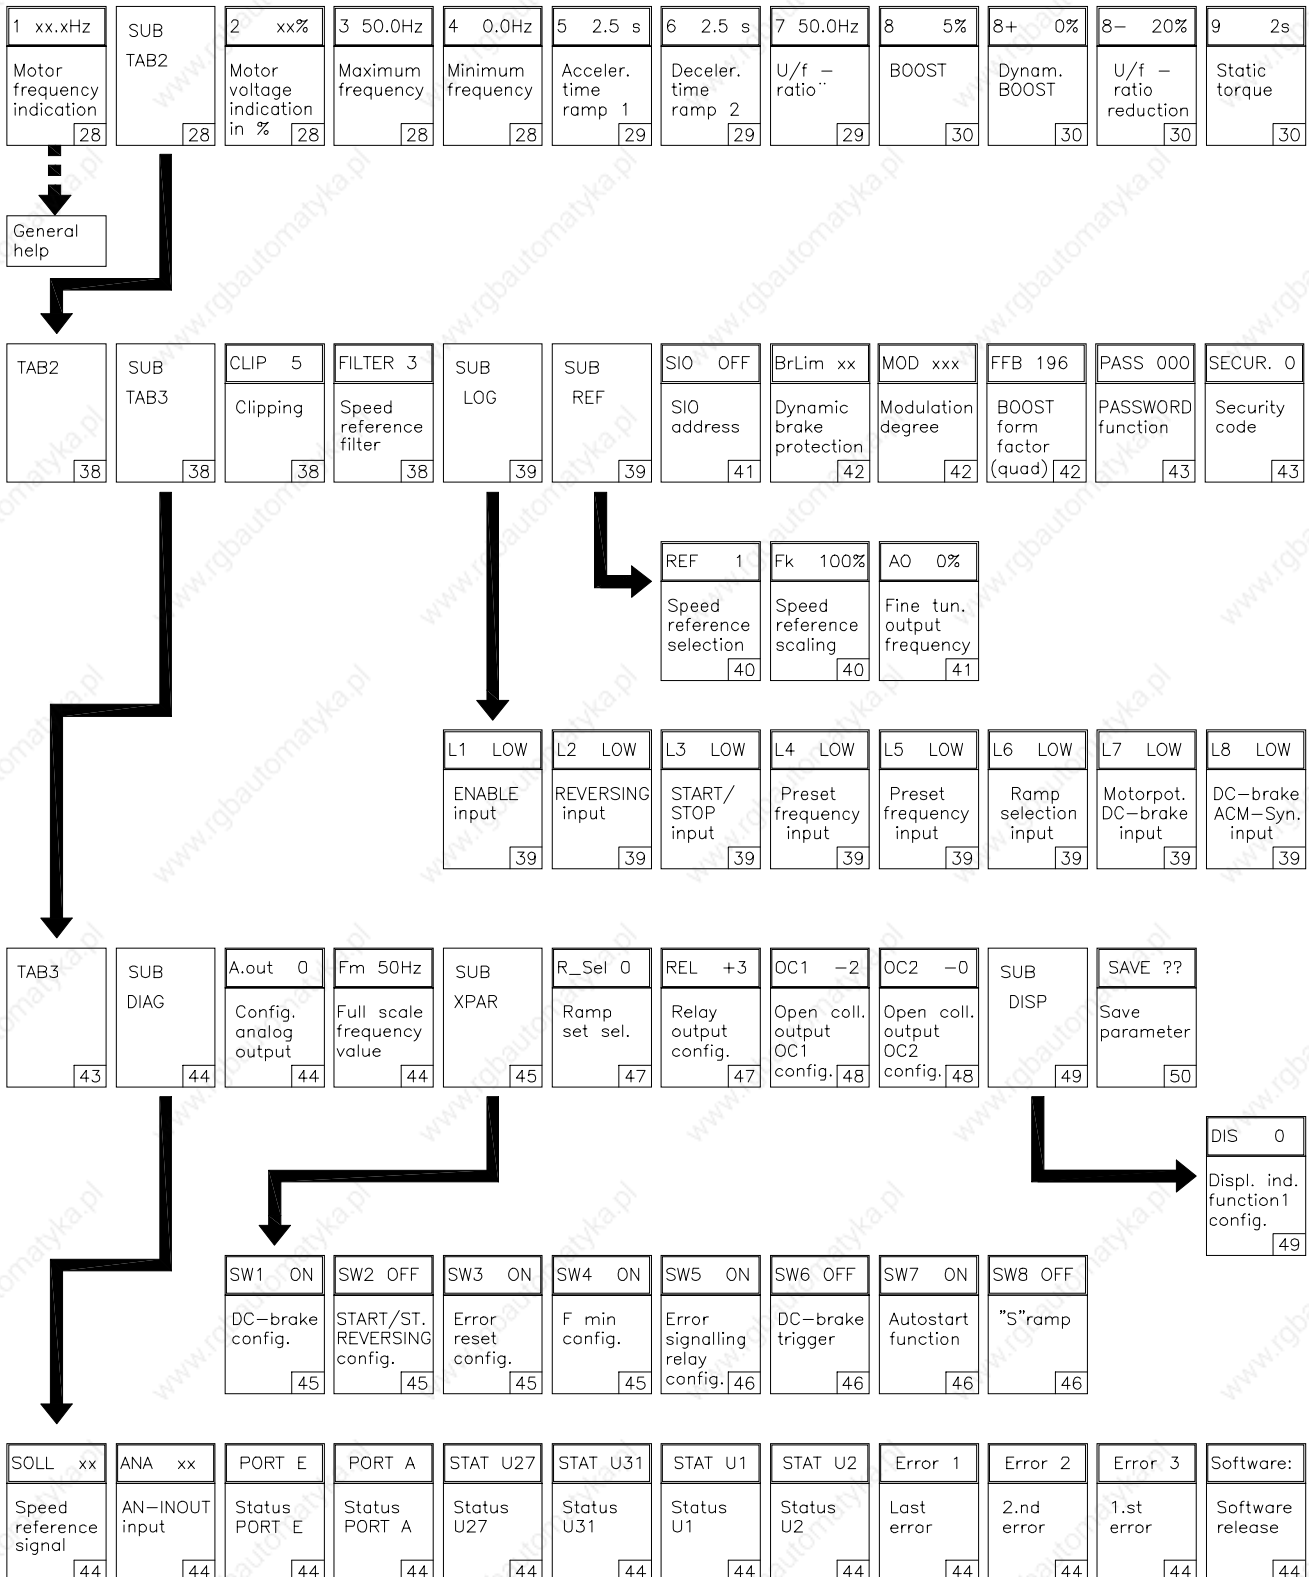 1 xx.xHz
Motor
frequency
indication
28
SUB
TAB2
28
2 xx%
Motor
voltage
indication
in %
28
3 50.0Hz
Maximum
frequency
28
4 0.0Hz
Minimum
frequency
28
5 2.5 s
Acceler.
time
ramp 1
29
6 2.5 s
Deceler.
time
ramp 2
29
7 50.0Hz
U/f –
ratio¨
29
8 5%
BOOST
30
8+ 0%
Dynam.
BOOST
30
8– 20%
U/f –
ratio
reduction
30
9 2s
Static
torque
30
General
help
TAB2
38
SUB
TAB3
38
CLIP 5
Clipping
38
FILTER 3
Speed
reference
filter
38
SUB
LOG
39
SUB
REF
39
SIO OFF
SIO
address
41
BrLim xx
Dynamic
brake
protection
42
MOD xxx
Modulation
degree
42
FFB 196
BOOST
form
factor
(quad)
42
PASS 000
PASSWORD
function
43
SECUR. 0
Security
code
43
REF 1
Speed
reference
selection
40
Fk 100%
Speed
reference
scaling
40
AO 0%
Fine tun.
output
frequency
41
L1 LOW
ENABLE
input
39
L2 LOW
REVERSING
input
39
L3 LOW
START/
STOP
input
39
L4 LOW
Preset
frequency
input
39
L5 LOW
Preset
frequency
input
39
L6 LOW
Ramp
selection
input
39
L7 LOW
Motorpot.
DC–brake
input
39
L8 LOW
DC–brake
ACM–Syn.
input
39
TAB3
43
SUB
DIAG
44
A.out 0
Config.
analog
output
44
Fm 50Hz
Full scale
frequency
value
44
SUB
XPAR
45
R_Sel 0
Ramp
set sel.
47
REL +3
Relay
output
config.
47
OC1 –2
Open coll.
output
OC1
config.
48
OC2 –0
Open coll.
output
OC2
config.
48
SUB
DISP
49
SAVE ??
Save
parameter
50
DIS 0
Displ. ind.
function1
config.
49
SW1 ON
DC–brake
config.
45
SW2 OFF
START/ST.
REVERSING
config.
45
SW3 ON
Error
reset
config.
45
SW4 ON
F min
config.
45
SW5 ON
Error
signalling
relay
config.
46
SW6 OFF
DC–brake
trigger
46
SW7 ON
Autostart
function
46
SW8 OFF
"S"ramp
46
SOLL xx
Speed
reference
signal
44
ANA xx
AN–INOUT
input
44
PORT E
Status
PORT E
44
PORT A
Status
PORT A
44
STAT U27
Status
U27
44
STAT U31
Status
U31
44
STAT U1
Status
U1
44
STAT U2
Status
U2
44
Error 1
Last
error
44
Error 2
2.nd
error
44
Error 3
1.st
error
44
Software:
Software
release
44
www.rgbautomatyka.pl